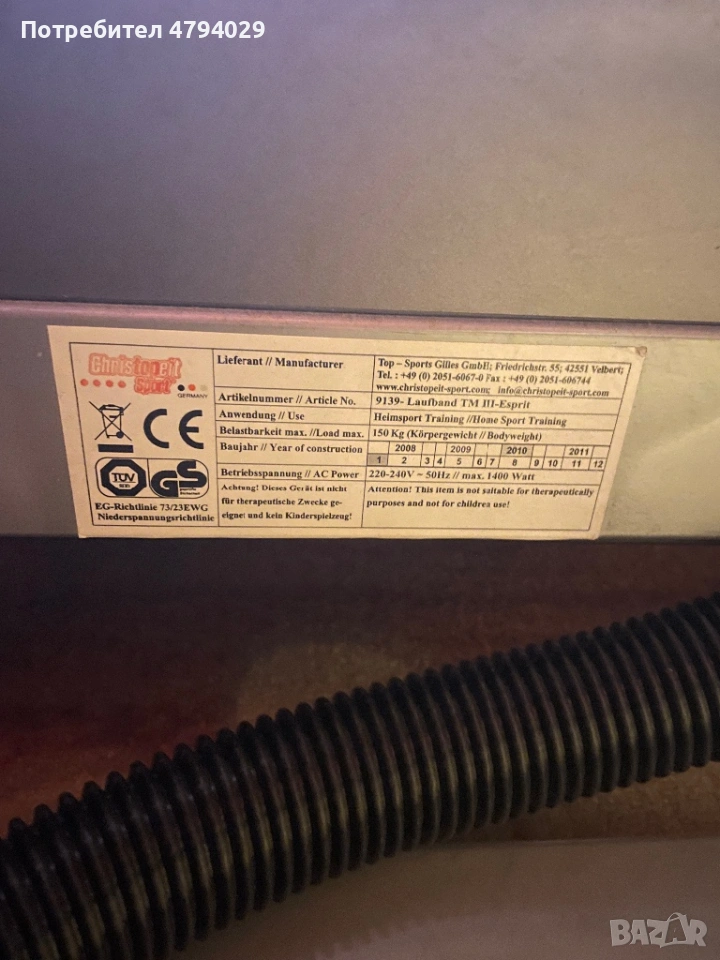 Потребител 4794029
Christopeit
sport
GERMANY
TÜV
GS
EG-Richtlinie 73/23EWG
Niederspannungsrichtlinie
Lieferant // Manufacturer
Top – Sports Gilles GmbH; Friedrichstr. 55; 42551 Velbert;
Tel. : +49 (0) 2051-6067-0 Fax : +49 (0) 2051-606744
www.christopeit-sport.com; info@christopeit-sport.com
Artikelnummer // Article No.
9139- Laufband TM III-Esprit
Anwendung // Use
Heimsport Training //Home Sport Training
Belastbarkeit max. //Load max.
150 Kg (Körpergewicht // Bodyweight)
Baujahr // Year of construction
2008 2009 2010 2011
1 2 3 4 5 6 7 8 9 10 11 12
Betriebsspannung // AC Power
220-240V ~ 50Hz // max. 1400 Watt
Achtung! Dieses Gerät ist nicht
für therapeutische Zwecke ge-
eignet und kein Kinderspielzeug!
Attention! This item is not suitable for therapeutically
purposes and not for children use!
BAZAR